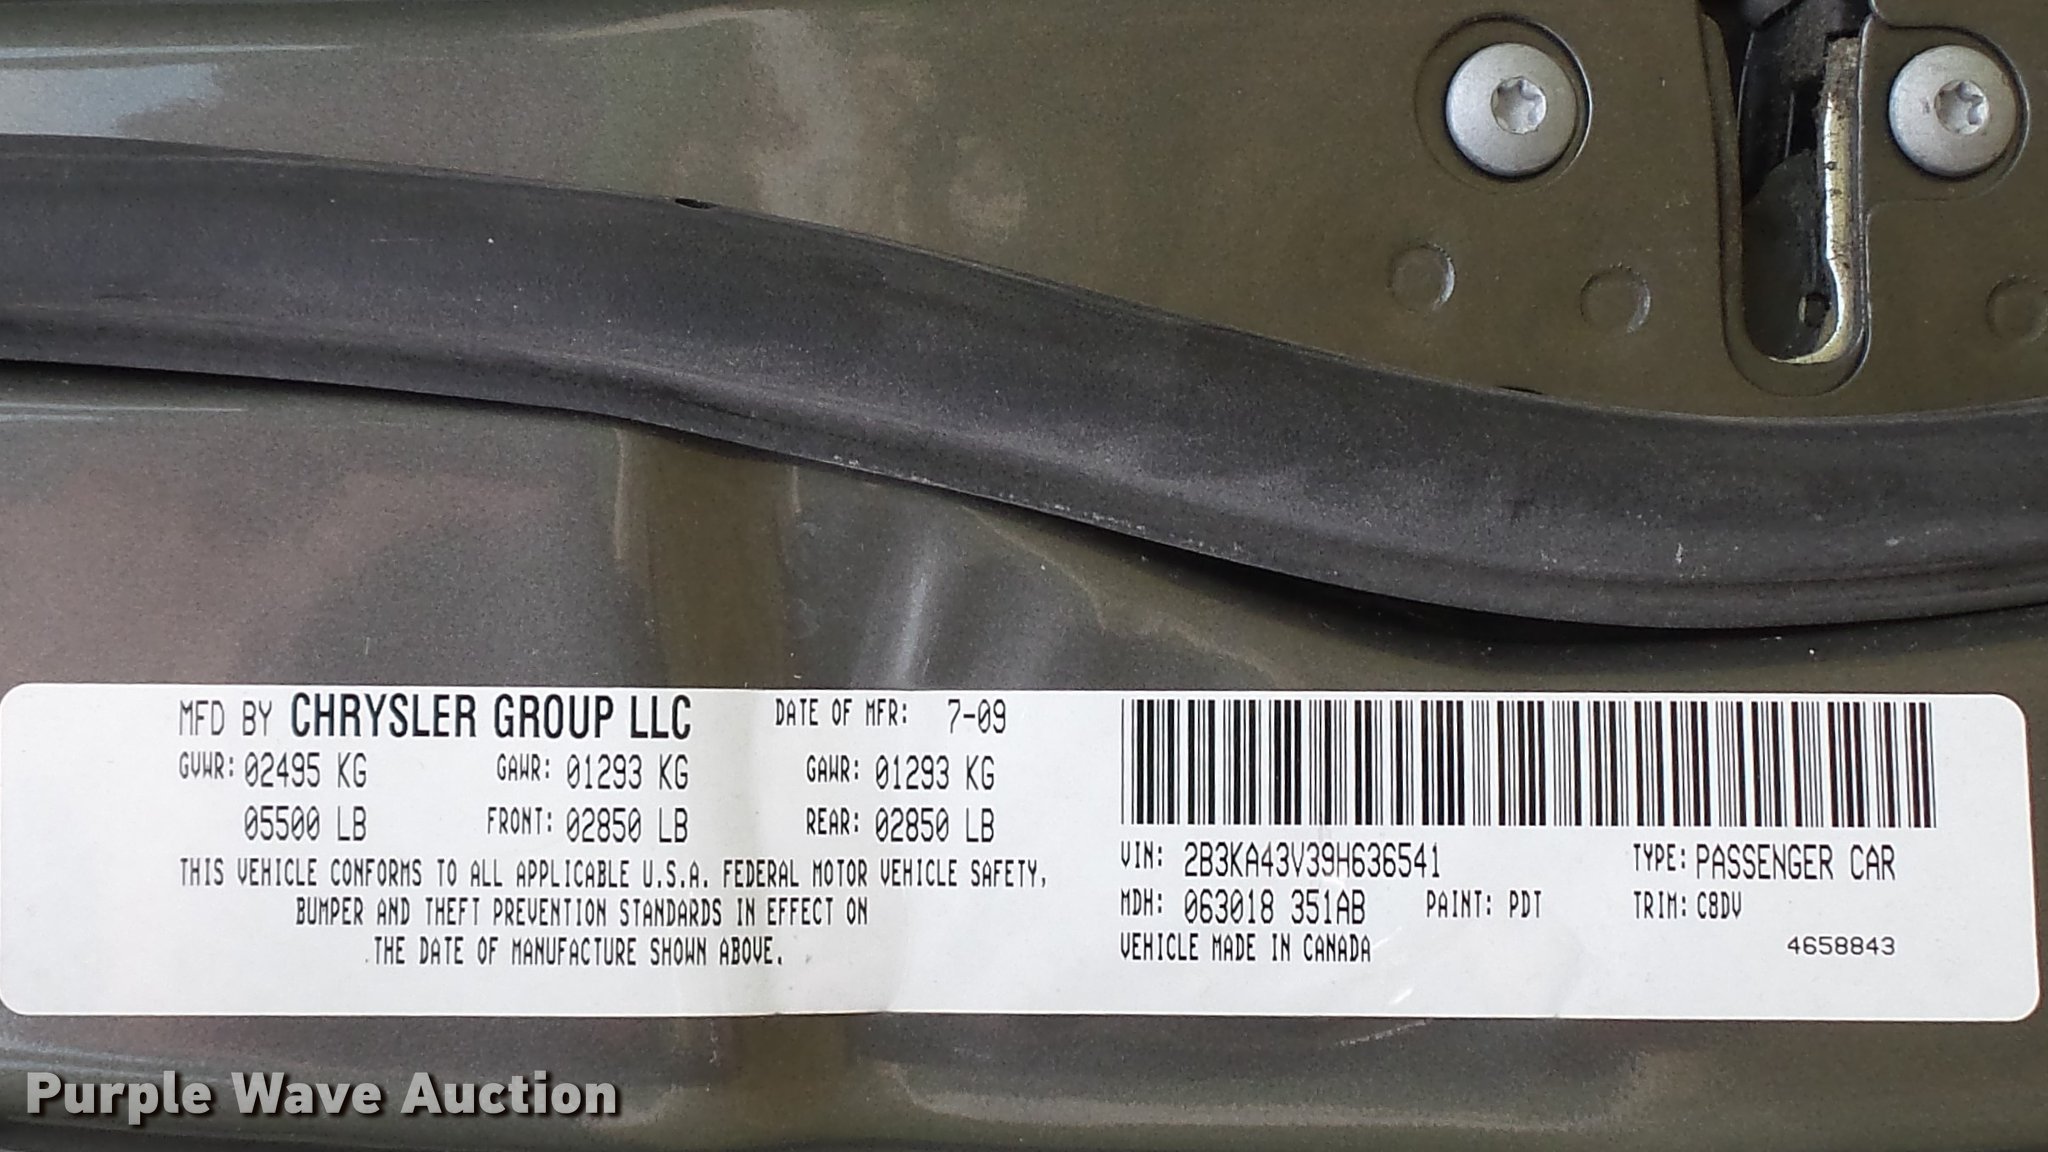 MFD BY CHRYSLER GROUP LLC DATE OF MFR: 7-09
GVWR: 02495 KG GAWR: 01293 KG GAWR: 01293 KG
05500 LB FRONT: 02850 LB REAR: 02850 LB
THIS VEHICLE CONFORMS TO ALL APPLICABLE U.S.A. FEDERAL MOTOR VEHICLE SAFETY,
BUMPER AND THEFT PREVENTION STANDARDS IN EFFECT ON
THE DATE OF MANUFACTURE SHOWN ABOVE.
VIN: 2B3KA43V39H636541 TYPE: PASSENGER CAR
MDH: 063018 351AB PAINT: PDT TRIM: C8DV
VEHICLE MADE IN CANADA 4658843
Purple Wave Auction